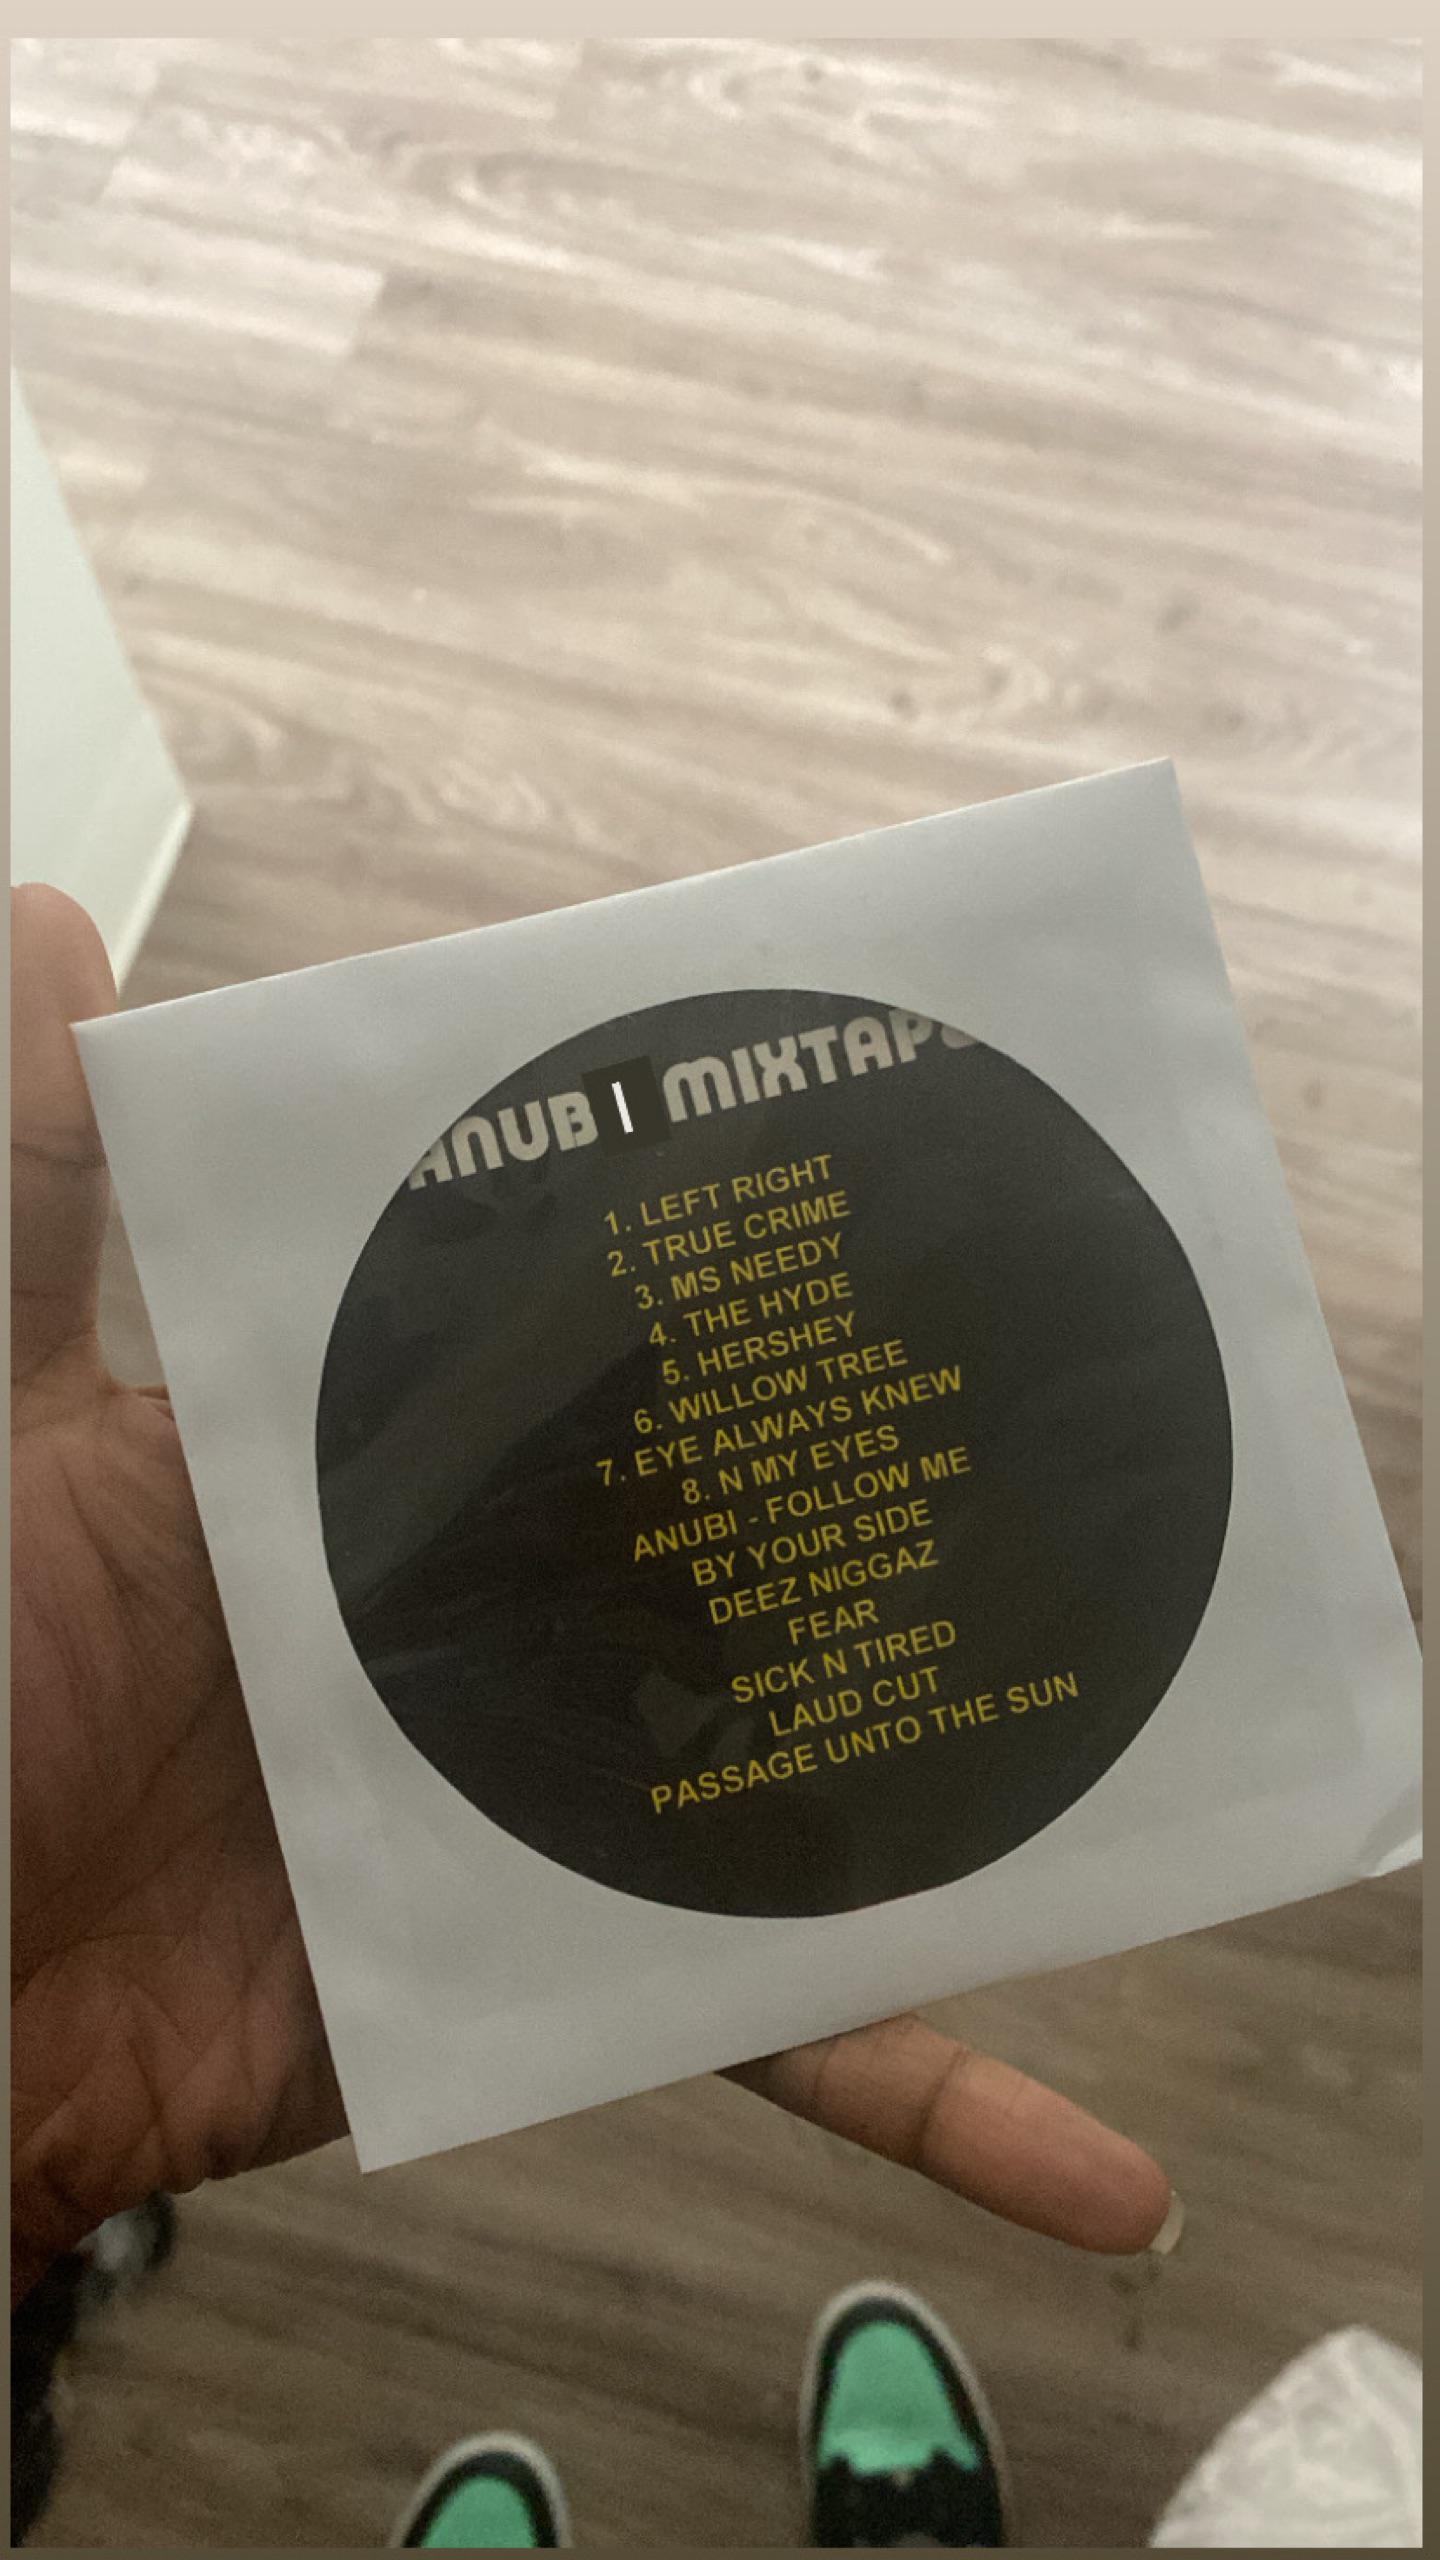 ANUBI MIXTAPE
1. LEFT RIGHT
2. TRUE CRIME
3. MS NEEDY
4. THE HYDE
5. HERSHEY
6. WILLOW TREE
7. EYE ALWAYS KNEW
8. N MY EYES
ANUBI - FOLLOW ME
BY YOUR SIDE
DEEZ NIGGAZ
FEAR
SICK N TIRED
LAUD CUT
PASSAGE UNTO THE SUN